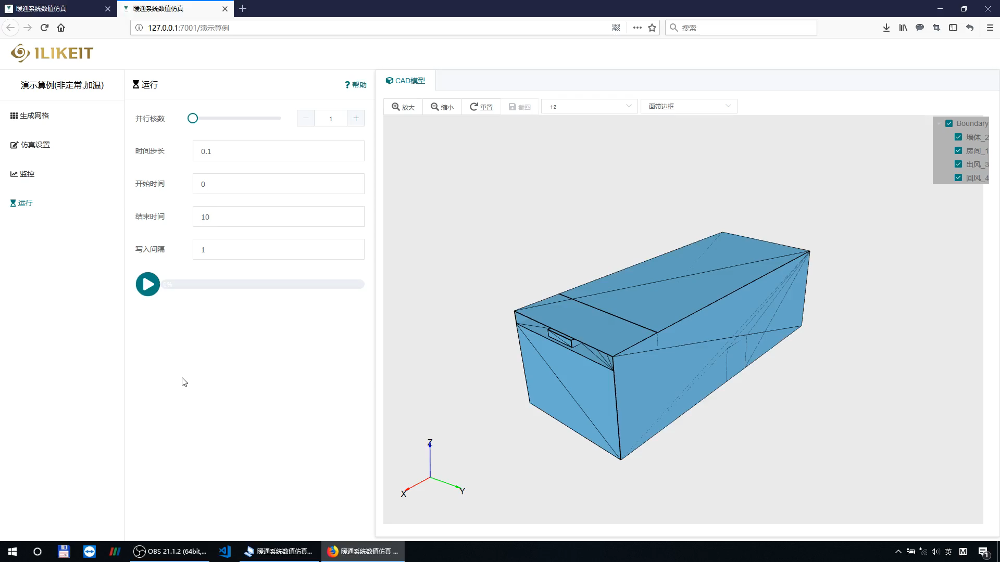 暖通系统数值仿真
暖通系统数值仿真
127.0.0.1:7001/演示算例
搜索
ILIKEIT
演示算例(非定常,加温)
生成网格
仿真设置
监控
运行
运行
帮助
并行核数
1
时间步长
0.1
开始时间
0
结束时间
10
写入间隔
1
0%
CAD模型
放大
缩小
重置
截图
+z
面带边框
Boundary
墙体_2
房间_1
出风_3
回风_4
Z
X
Y
OBS 21.1.2 (64bit,...
暖通系统数值仿真...
暖通系统数值仿真 ...
英
M
1